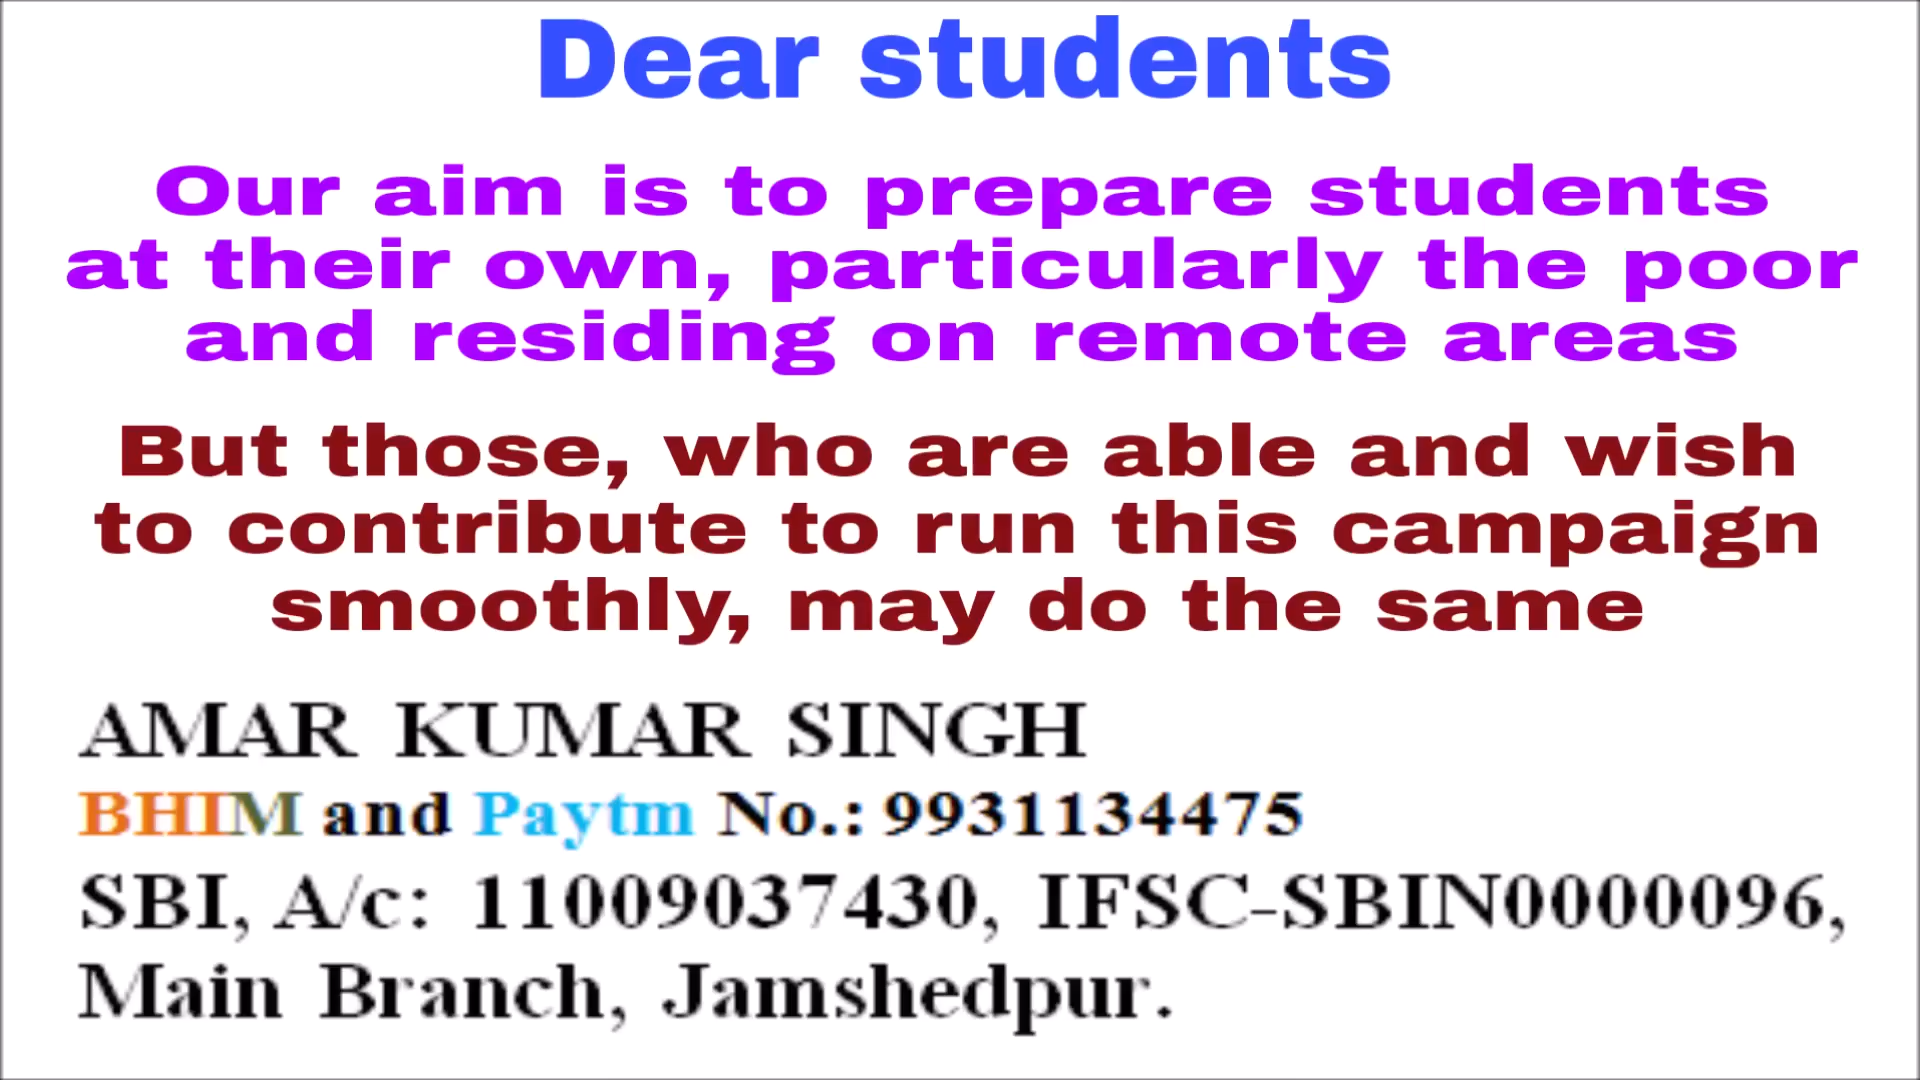 Dear students
Our aim is to prepare students
at their own, particularly the poor
and residing on remote areas
But those, who are able and wish
to contribute to run this campaign
smoothly, may do the same
AMAR KUMAR SINGH
BHIM and Paytm No.: 9931134475
SBI, A/c: 11009037430, IFSC-SBIN0000096,
Main Branch, Jamshedpur.